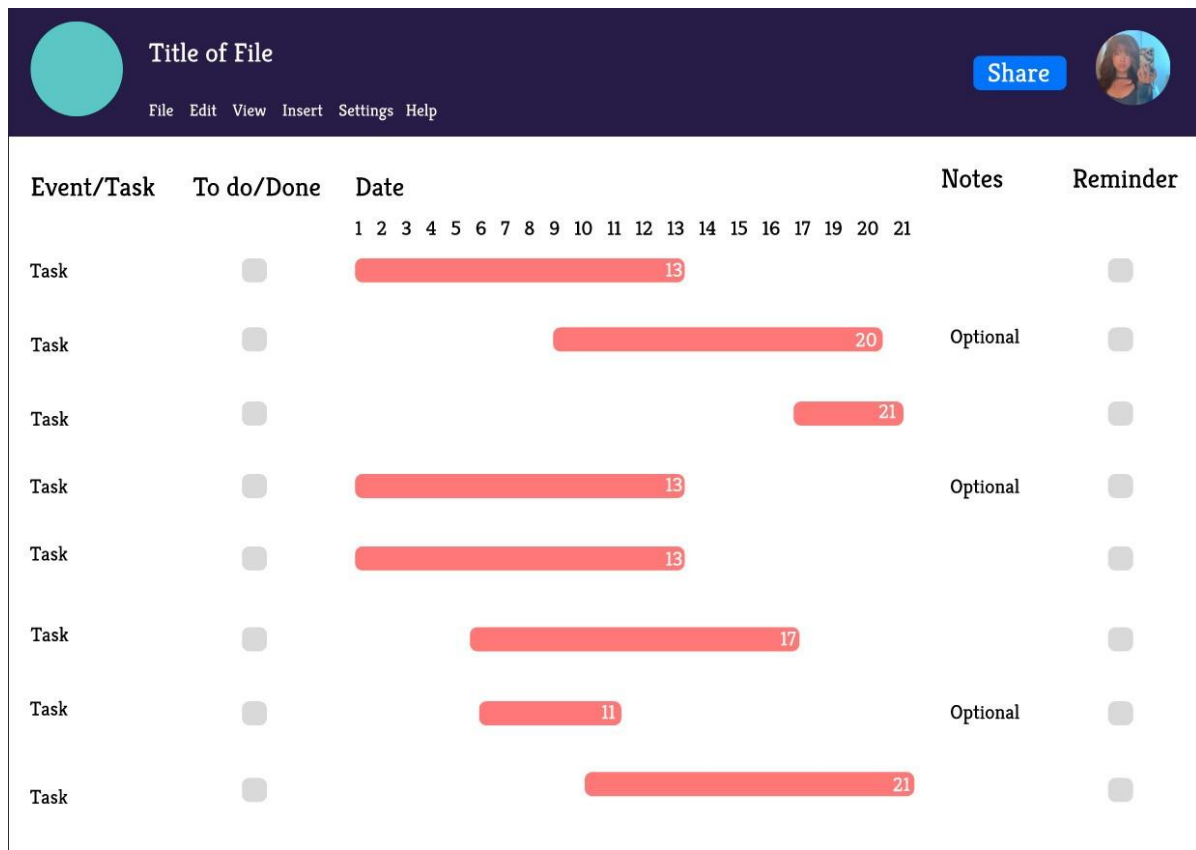 Title of File
Share
File Edit View Insert Settings Help
Event/Task To do/Done Date Notes Reminder
1 2 3 4 5 6 7 8 9 10 11 12 13 14 15 16 17 19 20 21
Task 13
Task 20 Optional
Task 21
Task 13 Optional
Task 13
Task 17
Task 11 Optional
Task 21